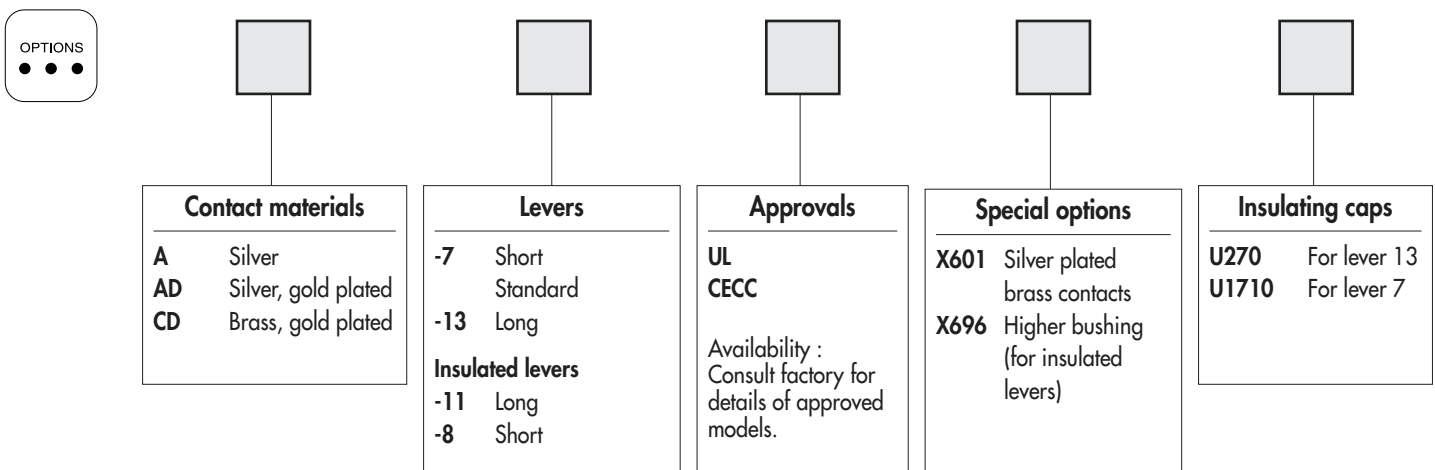 OPTIONS
Contact materials
A Silver
AD Silver, gold plated
CD Brass, gold plated
Levers
-7 Short
Standard
-13 Long
Insulated levers
-11 Long
-8 Short
Approvals
UL
CECC
Availability :
Consult factory for
details of approved
models.
Special options
X601 Silver plated
brass contacts
X696 Higher bushing
(for insulated
levers)
Insulating caps
U270 For lever 13
U1710 For lever 7